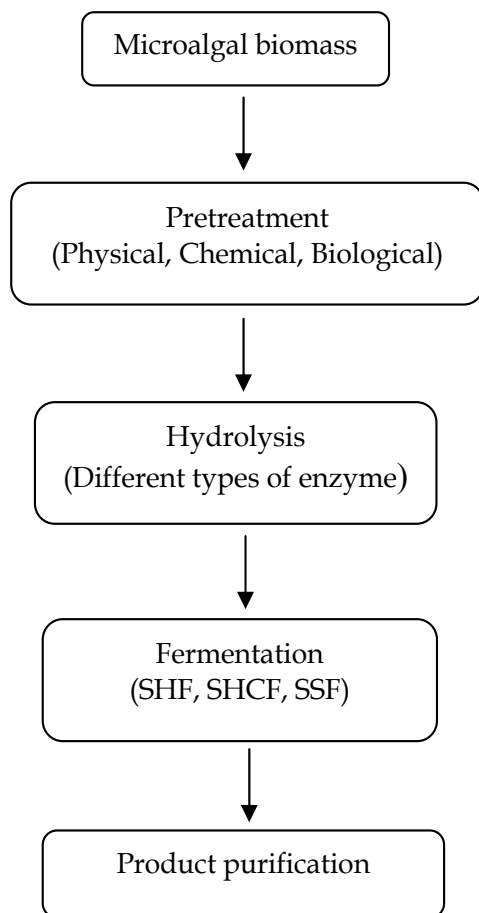 Microalgal biomass
Pretreatment
(Physical, Chemical, Biological)
Hydrolysis
(Different types of enzyme)
Fermentation
(SHF, SHCF, SSF)
Product purification